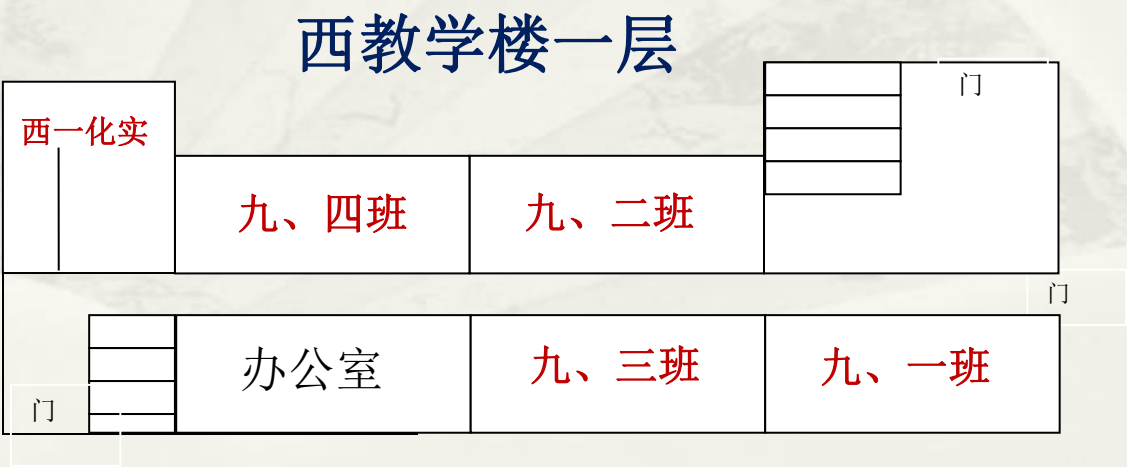 西教学楼一层
门
西一化实
九、四班
九、二班
门
办公室
九、三班
九、一班
门